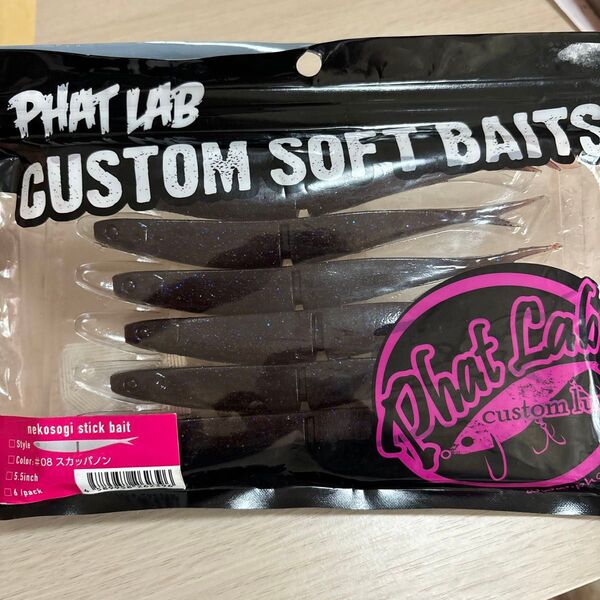 PHAT LAB
CUSTOM SOFT BAITS
Phat Lab
custom
nekosogi stick bait
Style
Color: #08 スカッパノン
5.5inch
6 /pack